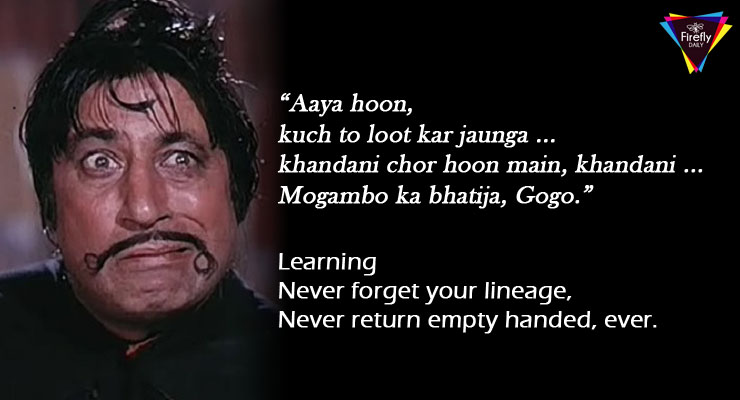 Firefly
DAILY
“Aaya hoon,
kuch to loot kar jaunga ...
khandani chor hoon main, khandani ...
Mogambo ka bhatija, Gogo.”
Learning
Never forget your lineage,
Never return empty handed, ever.